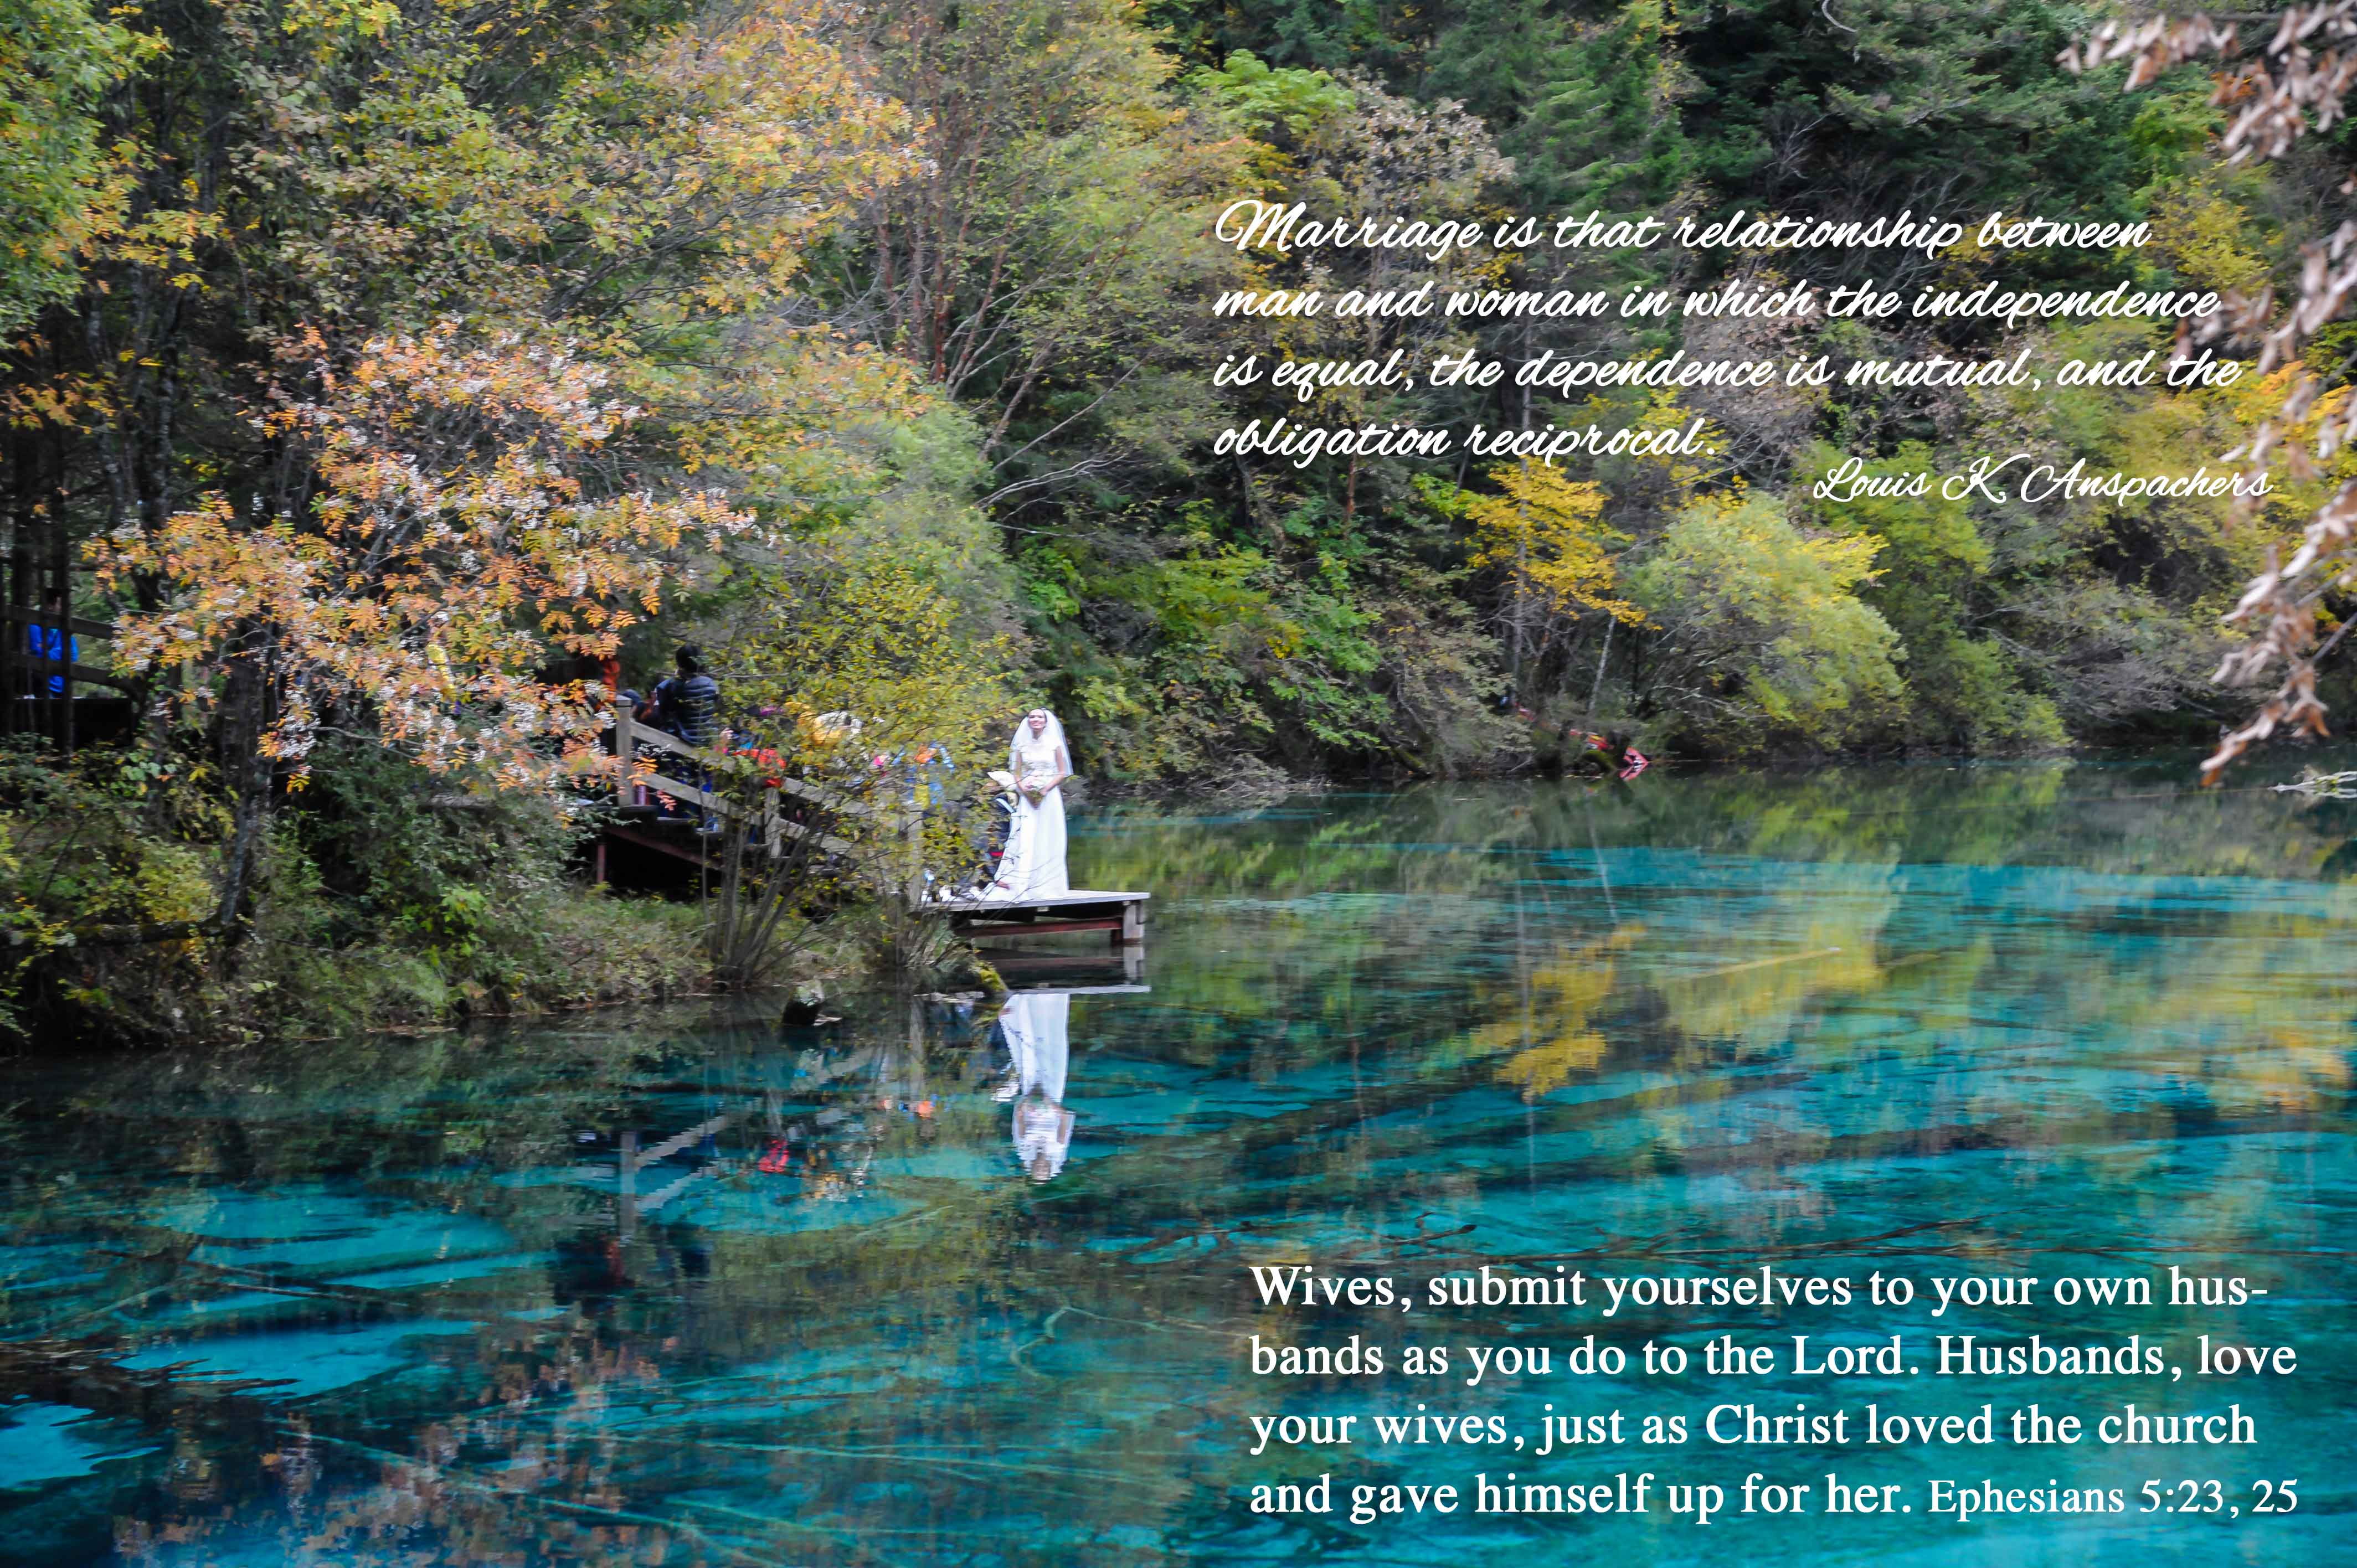 Marriage is that relationship between
man and woman in which the independence
is equal, the dependence is mutual, and the
obligation reciprocal.
Louis K Anspachers
Wives, submit yourselves to your own hus-
bands as you do to the Lord. Husbands, love
your wives, just as Christ loved the church
and gave himself up for her. Ephesians 5:23, 25